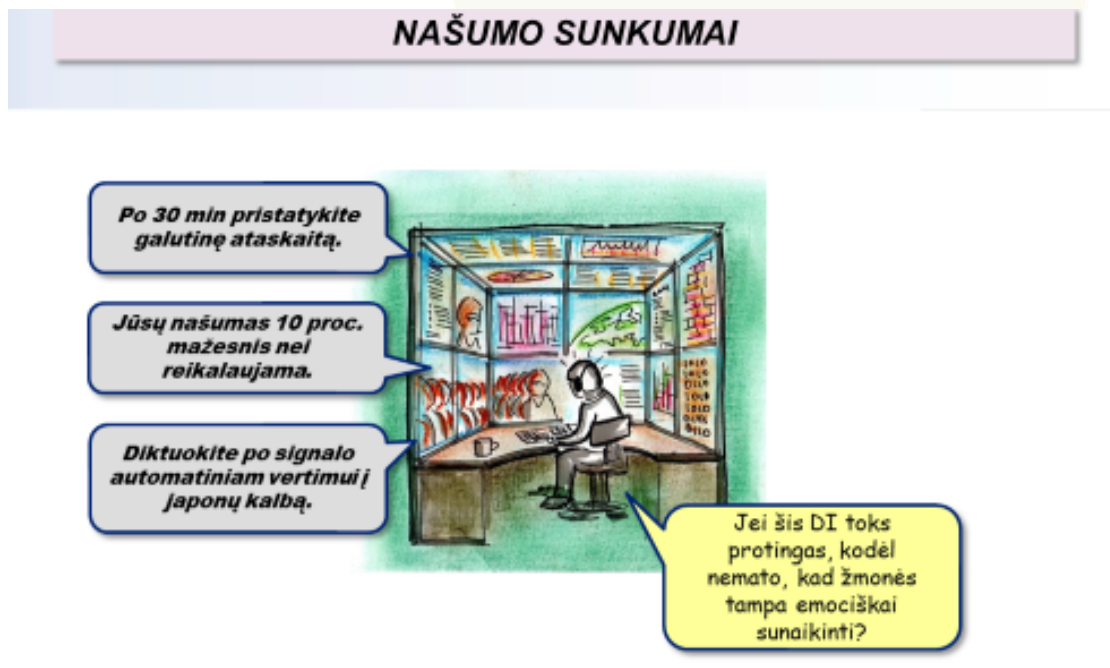 NAŠUMO SUNKUMAI
Po 30 min pristatykite
galutinę ataskaitą.
Jūsų našumas 10 proc.
mažesnis nei
reikalaujama.
Diktuokite po signalo
automatiniam vertimui į
japonų kalbą.
Jei šis DI toks
protingas, kodėl
nemato, kad žmonės
tampa emociškai
sunaikinti?